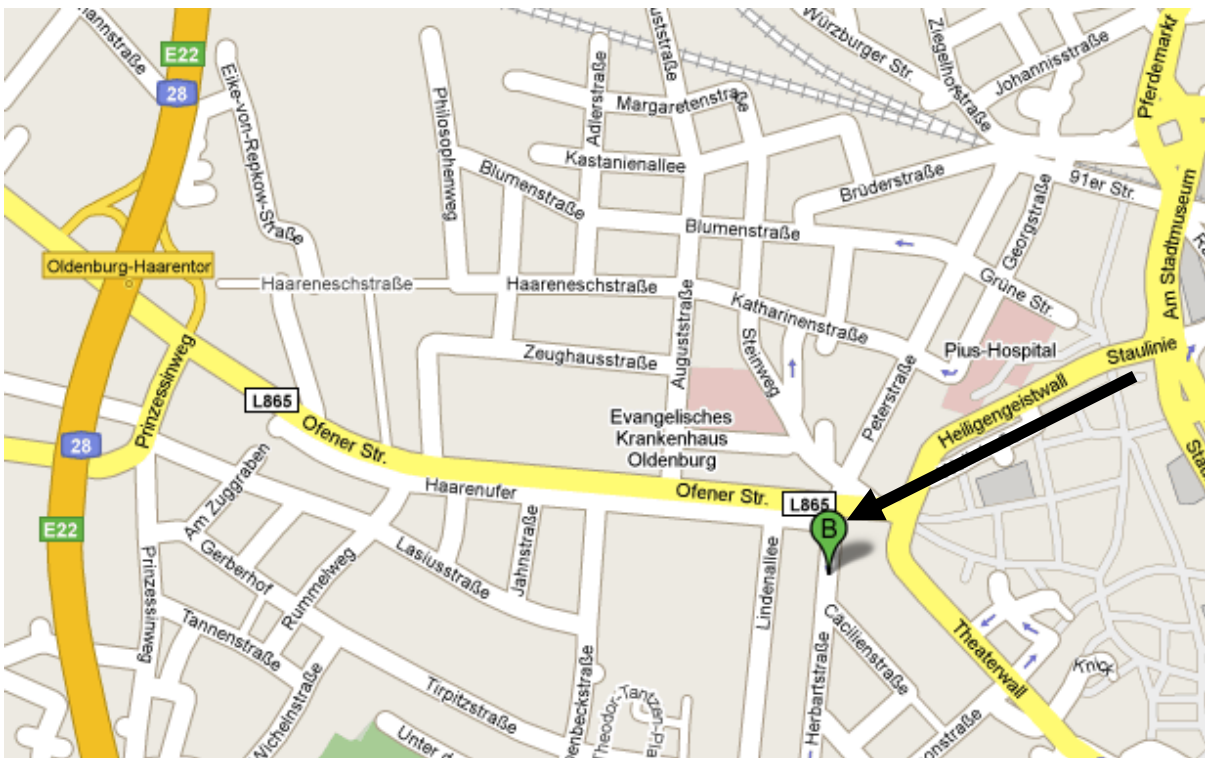 E22
28
Eike-von-Repkow-Straße
Philosophenweg
Adlerstraße
Margaretenstraße
Würzburger Str.
Ziegelhofstraße
Johannisstraße
Pferdemarkt
Kastanienallee
Blumenstraße
Brüderstraße
91er Str.
Blumenstraße
Georgstraße
Am Stadtmuseum
Oldenburg-Haarentor
Haareneschstraße
Haareneschstraße
Katharinenstraße
Grüne Str.
Zeughausstraße
Auguststraße
Steinweg
Pius-Hospital
Staulinie
Prinzessinweg
L865
Ofener Str.
Evangelisches
Krankenhaus
Oldenburg
Peterstraße
Heiligengeistwall
28
Am Zuggraben
Haarenufer
Ofener Str.
L865
E22
B
Prinzessinweg
Gerberhof
Rummelweg
Lasiusstraße
Jahnstraße
Lindenallee
Tannenstraße
Cäcilienstraße
Theaterwall
Knick
Tirpitzstraße
Herbartstraße
Unter d